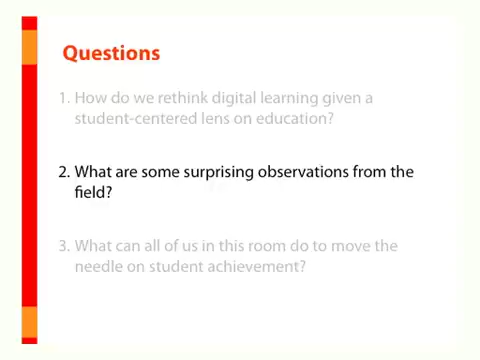 Questions
1. How do we rethink digital learning given a
student-centered lens on education?
2. What are some surprising observations from the
field?
3. What can all of us in this room do to move the
needle on student achievement?